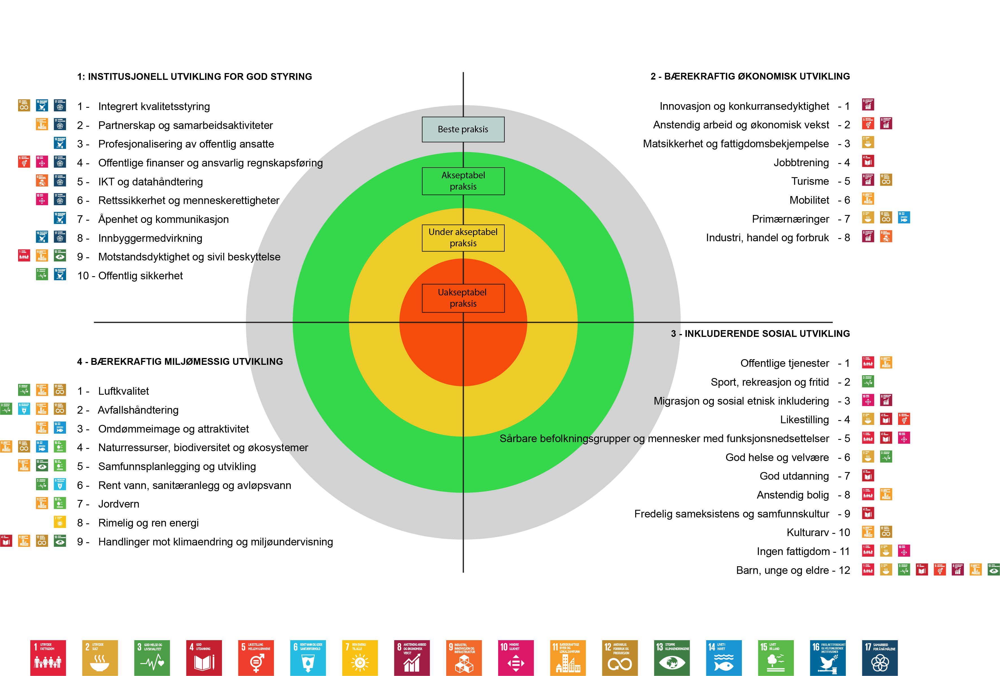 1: INSTITUSJONELL UTVIKLING FOR GOD STYRING
1 - Integrert kvalitetsstyring
2 - Partnerskap og samarbeidsaktiviteter
3 - Profesjonalisering av offentlig ansatte
4 - Offentlige finanser og ansvarlig regnskapsføring
5 - IKT og datahåndtering
6 - Rettssikkerhet og menneskerettigheter
7 - Åpenhet og kommunikasjon
8 - Innbyggermedvirkning
9 - Motstandsdyktighet og sivil beskyttelse
10 - Offentlig sikkerhet
2 - BÆREKRAFTIG ØKONOMISK UTVIKLING
Innovasjon og konkurransedyktighet - 1
Anstendig arbeid og økonomisk vekst - 2
Matsikkerhet og fattigdomsbekjempelse - 3
Jobbtrening - 4
Turisme - 5
Mobilitet - 6
Primærnæringer - 7
Industri, handel og forbruk - 8
Beste praksis
Akseptabel
praksis
Under akseptabel
praksis
Uakseptabel
praksis
3 - INKLUDERENDE SOSIAL UTVIKLING
Offentlige tjenester - 1
Sport, rekreasjon og fritid - 2
Migrasjon og sosial etnisk inkludering - 3
Likestilling - 4
Sårbare befolkningsgrupper og mennesker med funksjonsnedsettelser - 5
God helse og velvære - 6
God utdanning - 7
Anstendig bolig - 8
Fredelig sameksistens og samfunnskultur - 9
Kulturarv - 10
Ingen fattigdom - 11
Barn, unge og eldre - 12
4 - BÆREKRAFTIG MILJØMESSIG UTVIKLING
1 - Luftkvalitet
2 - Avfallshåndtering
3 - Omdømmeimage og attraktivitet
4 - Naturressurser, biodiversitet og økosystemer
5 - Samfunnsplanlegging og utvikling
6 - Rent vann, sanitæranlegg og avløpsvann
7 - Jordvern
8 - Rimelig og ren energi
9 - Handlinger mot klimaendring og miljøundervisning
1 UTRYDDE
FATTIGDOM
2 UTRYDDE
SULT
3 GOD HELSE OG
LIVSKVALITET
4 GOD
UTDANNING
5 LIKESTILLING
MELLOM KJØNNENE
6 RENT VANN OG GODE
SANITÆRFORHOLD
7 REN ENERGI
TIL ALLE
8 ANSTENDIG ARBEID
OG ØKONOMISK
VEKST
9 INDUSTRI,
INNOVASJON OG
INFRASTRUKTUR
10 MINDRE
ULIKHET
11 BÆREKRAFTIGE
BYER OG
LOKALSAMFUNN
12 ANSVARLIG
FORBRUK OG
PRODUKSJON
13 STOPPE
KLIMAENDRINGENE
14 LIVET I
HAVET
15 LIVET
PÅ LAND
16 FRED, RETTFERDIGHET
OG VELFUNGERENDE
INSTITUSJONER
17 SAMARBEID
FOR Å NÅ MÅLENE